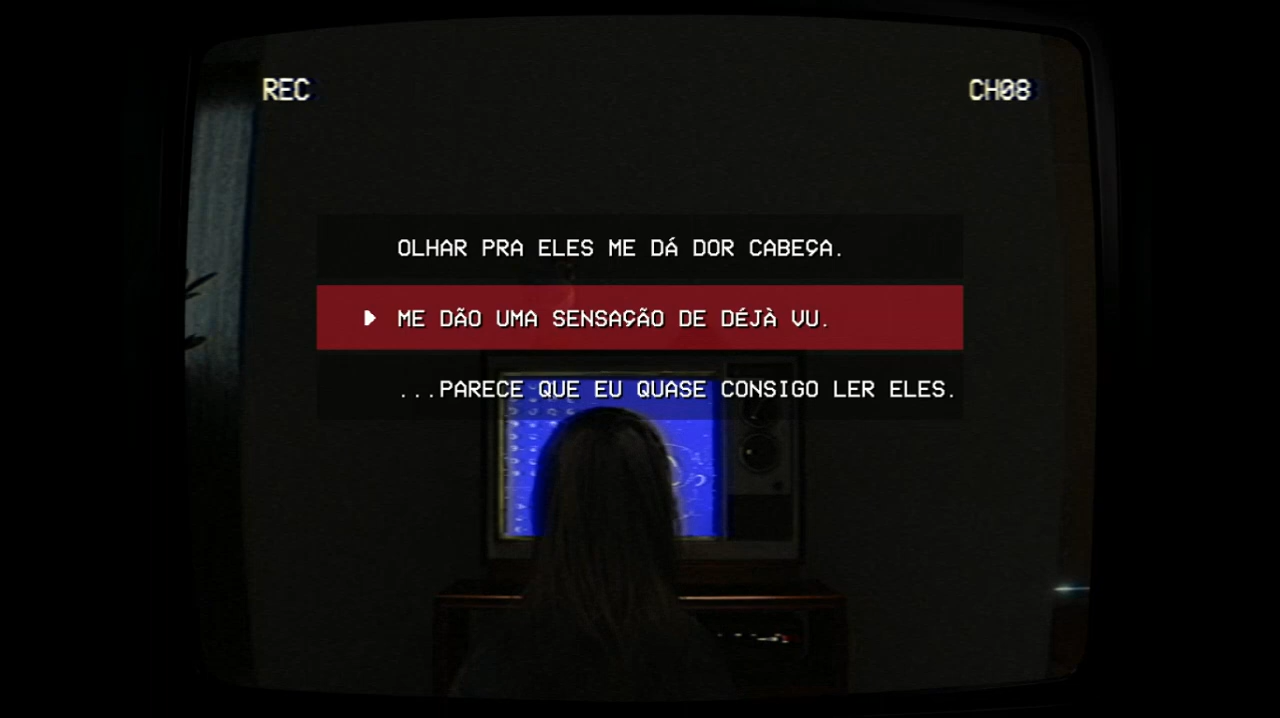 REC
CH08
OLHAR PRA ELES ME DÁ DOR CABEÇA.
ME DÃO UMA SENSAÇÃO DE DÉJÀ VU.
...PARECE QUE EU QUASE CONSIGO LER ELES.